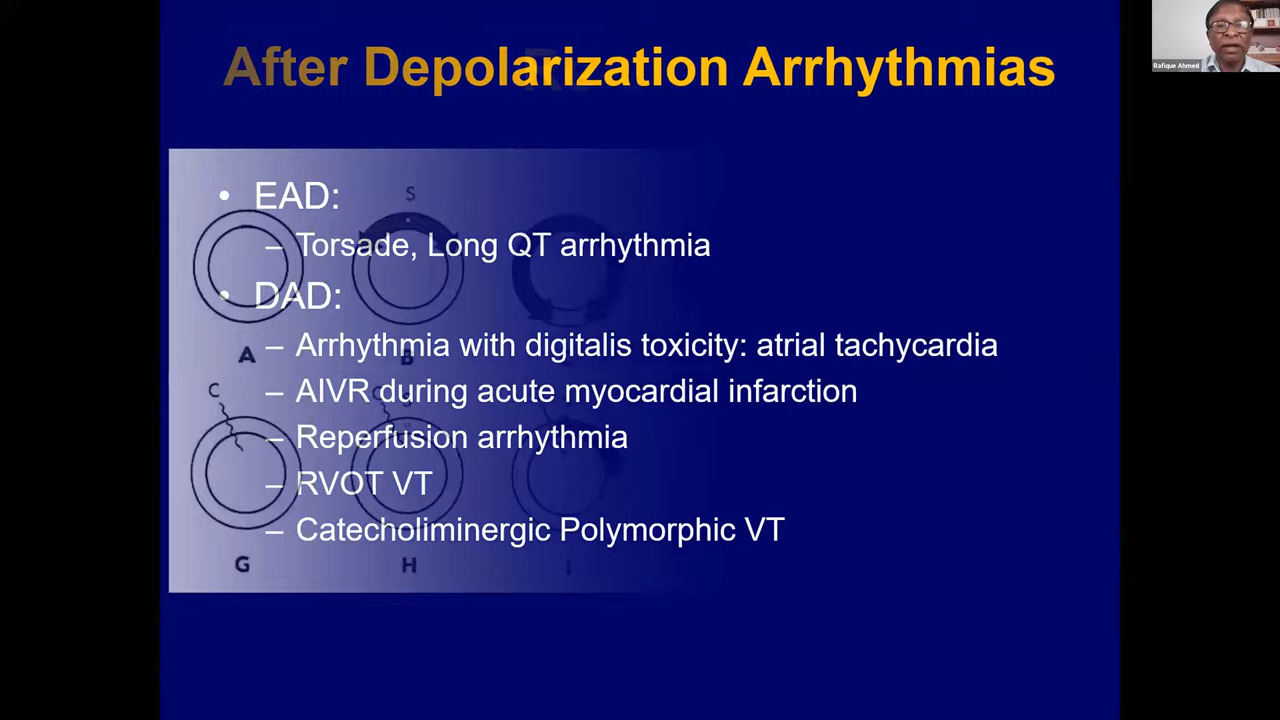 After Depolarization Arrhythmias
Rafique Ahmed
• EAD:
S
– Torsade, Long QT arrhythmia
• DAD:
– Arrhythmia with digitalis toxicity: atrial tachycardia
A B
– AIVR during acute myocardial infarction
C
– Reperfusion arrhythmia
– RVOT VT
– Catecholiminergic Polymorphic VT
G H I